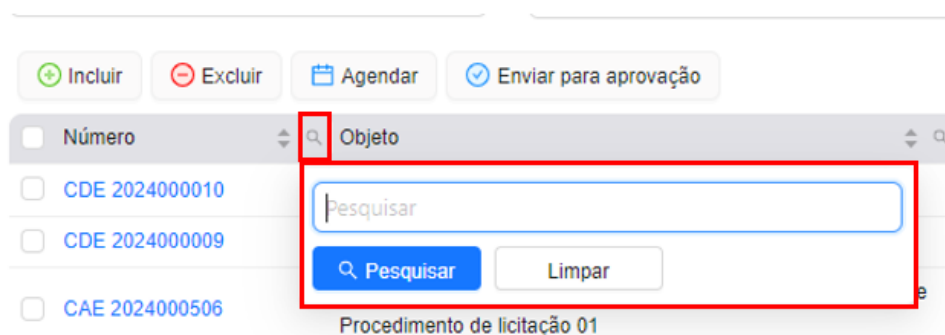 Incluir Excluir Agendar Enviar para aprovação
Número Objeto
CDE 2024000010
Pesquisar
CDE 2024000009
Pesquisar Limpar
e
CAE 2024000506
Procedimento de licitação 01